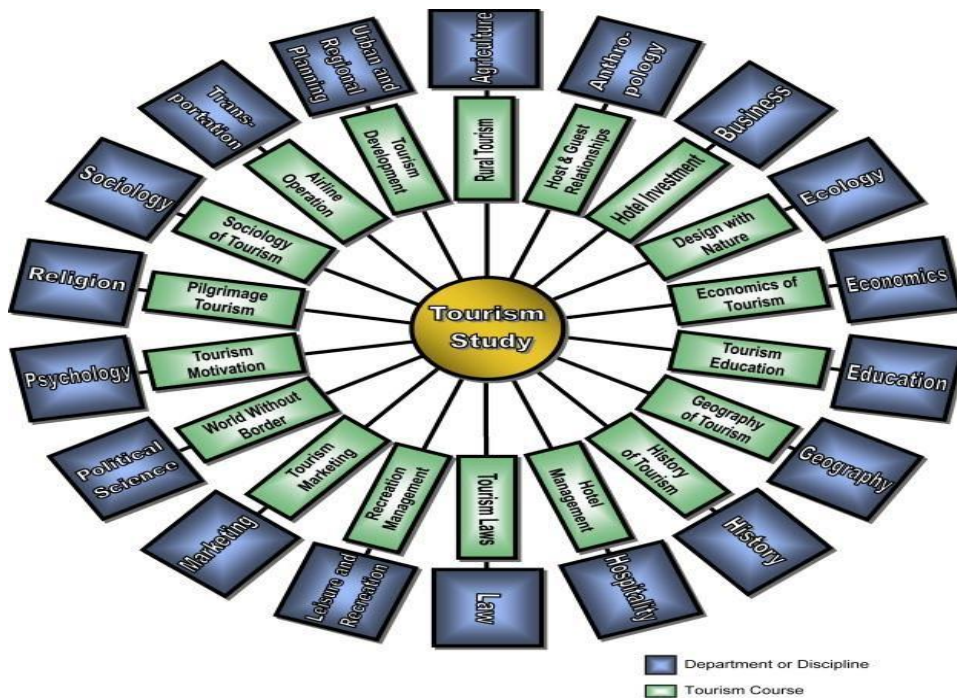 Agriculture
Rural Tourism
Anthro-
pology
Host & Guest
Relationships
Business
Hotel Investment
Ecology
Design with
Nature
Economics
Economics of
Tourism
Education
Tourism
Education
Geography
Geography
of Tourism
History
History
of Tourism
Hospitality
Hotel
Management
Law
Tourism Laws
Leisure and
Recreation
Recreation
Management
Marketing
Tourism
Marketing
Political
Science
World Without
Border
Psychology
Tourism
Motivation
Religion
Pilgrimage
Tourism
Sociology
Sociology
of Tourism
Trans-
portation
Airline
Operation
Urban and
Regional
Planning
Tourism
Development
Tourism
Study
Department or Discipline
Tourism Course